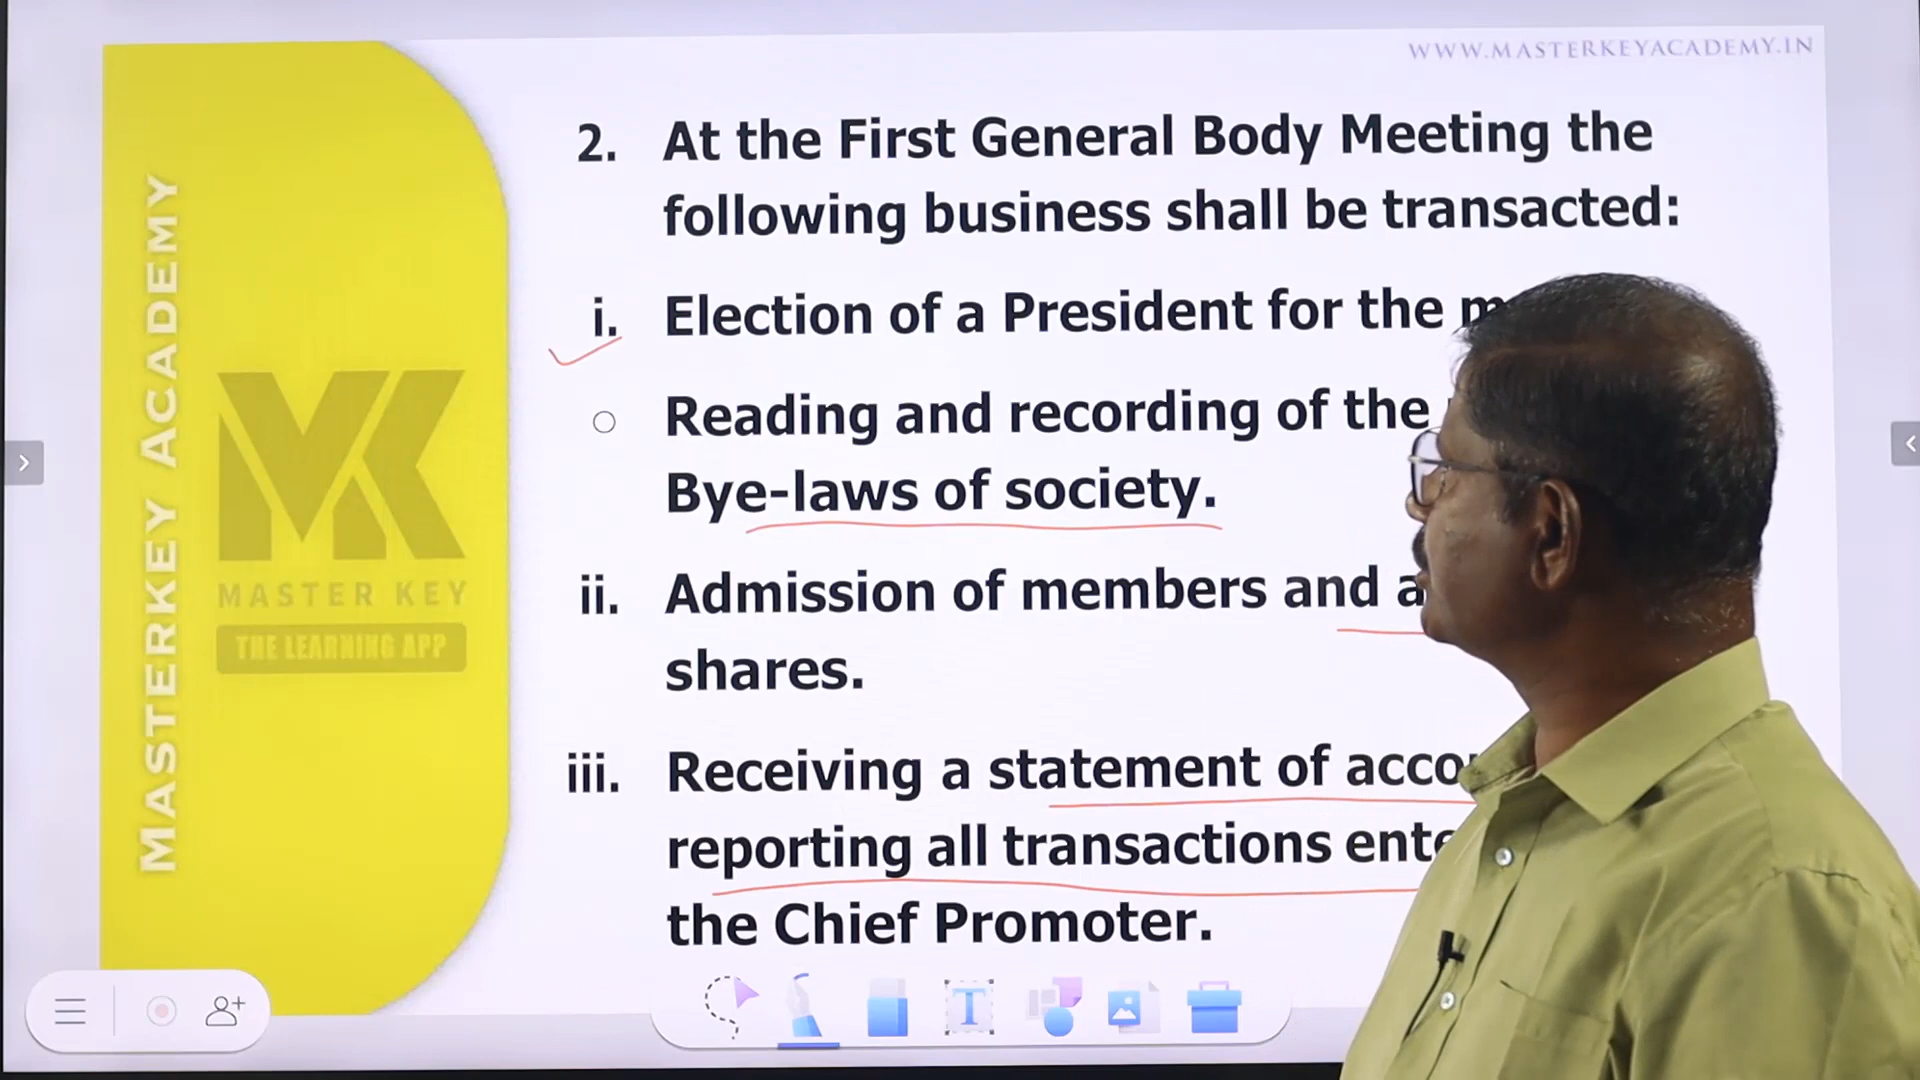 WWW.MASTERKEYACADEMY.IN
2. At the First General Body Meeting the
following business shall be transacted:
i. Election of a President for the
○ Reading and recording of the
Bye-laws of society.
ii. Admission of members and
shares.
iii. Receiving a statement of
reporting all transactions
the Chief Promoter.
MASTERKEY ACADEMY
MK
MASTER KEY
THE LEARNING APP
T